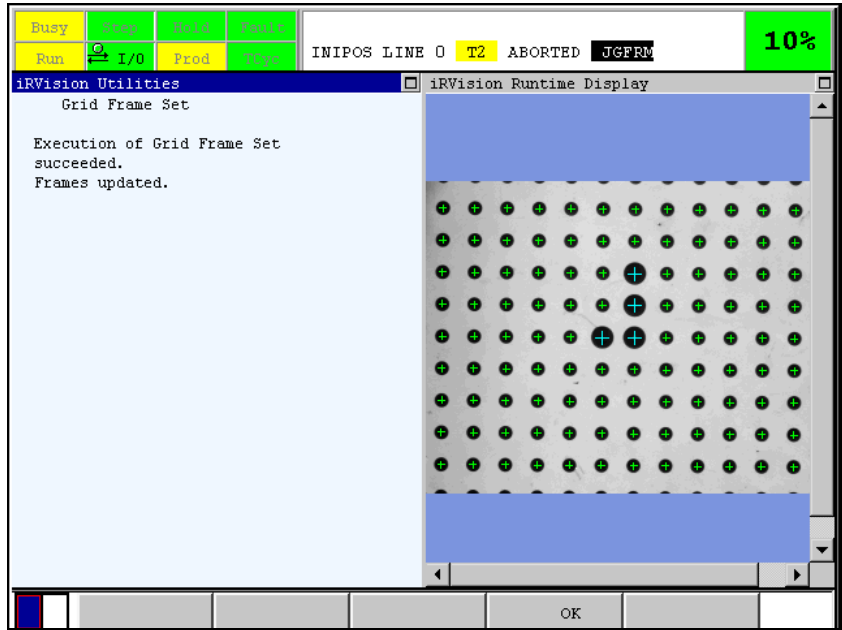 Busy Step Hold Fault
Run I/O Prod TCyc
INIPOS LINE 0 T2 ABORTED JGFRM
10%
iRVision Utilities
Grid Frame Set
Execution of Grid Frame Set
succeeded.
Frames updated.
iRVision Runtime Display
OK